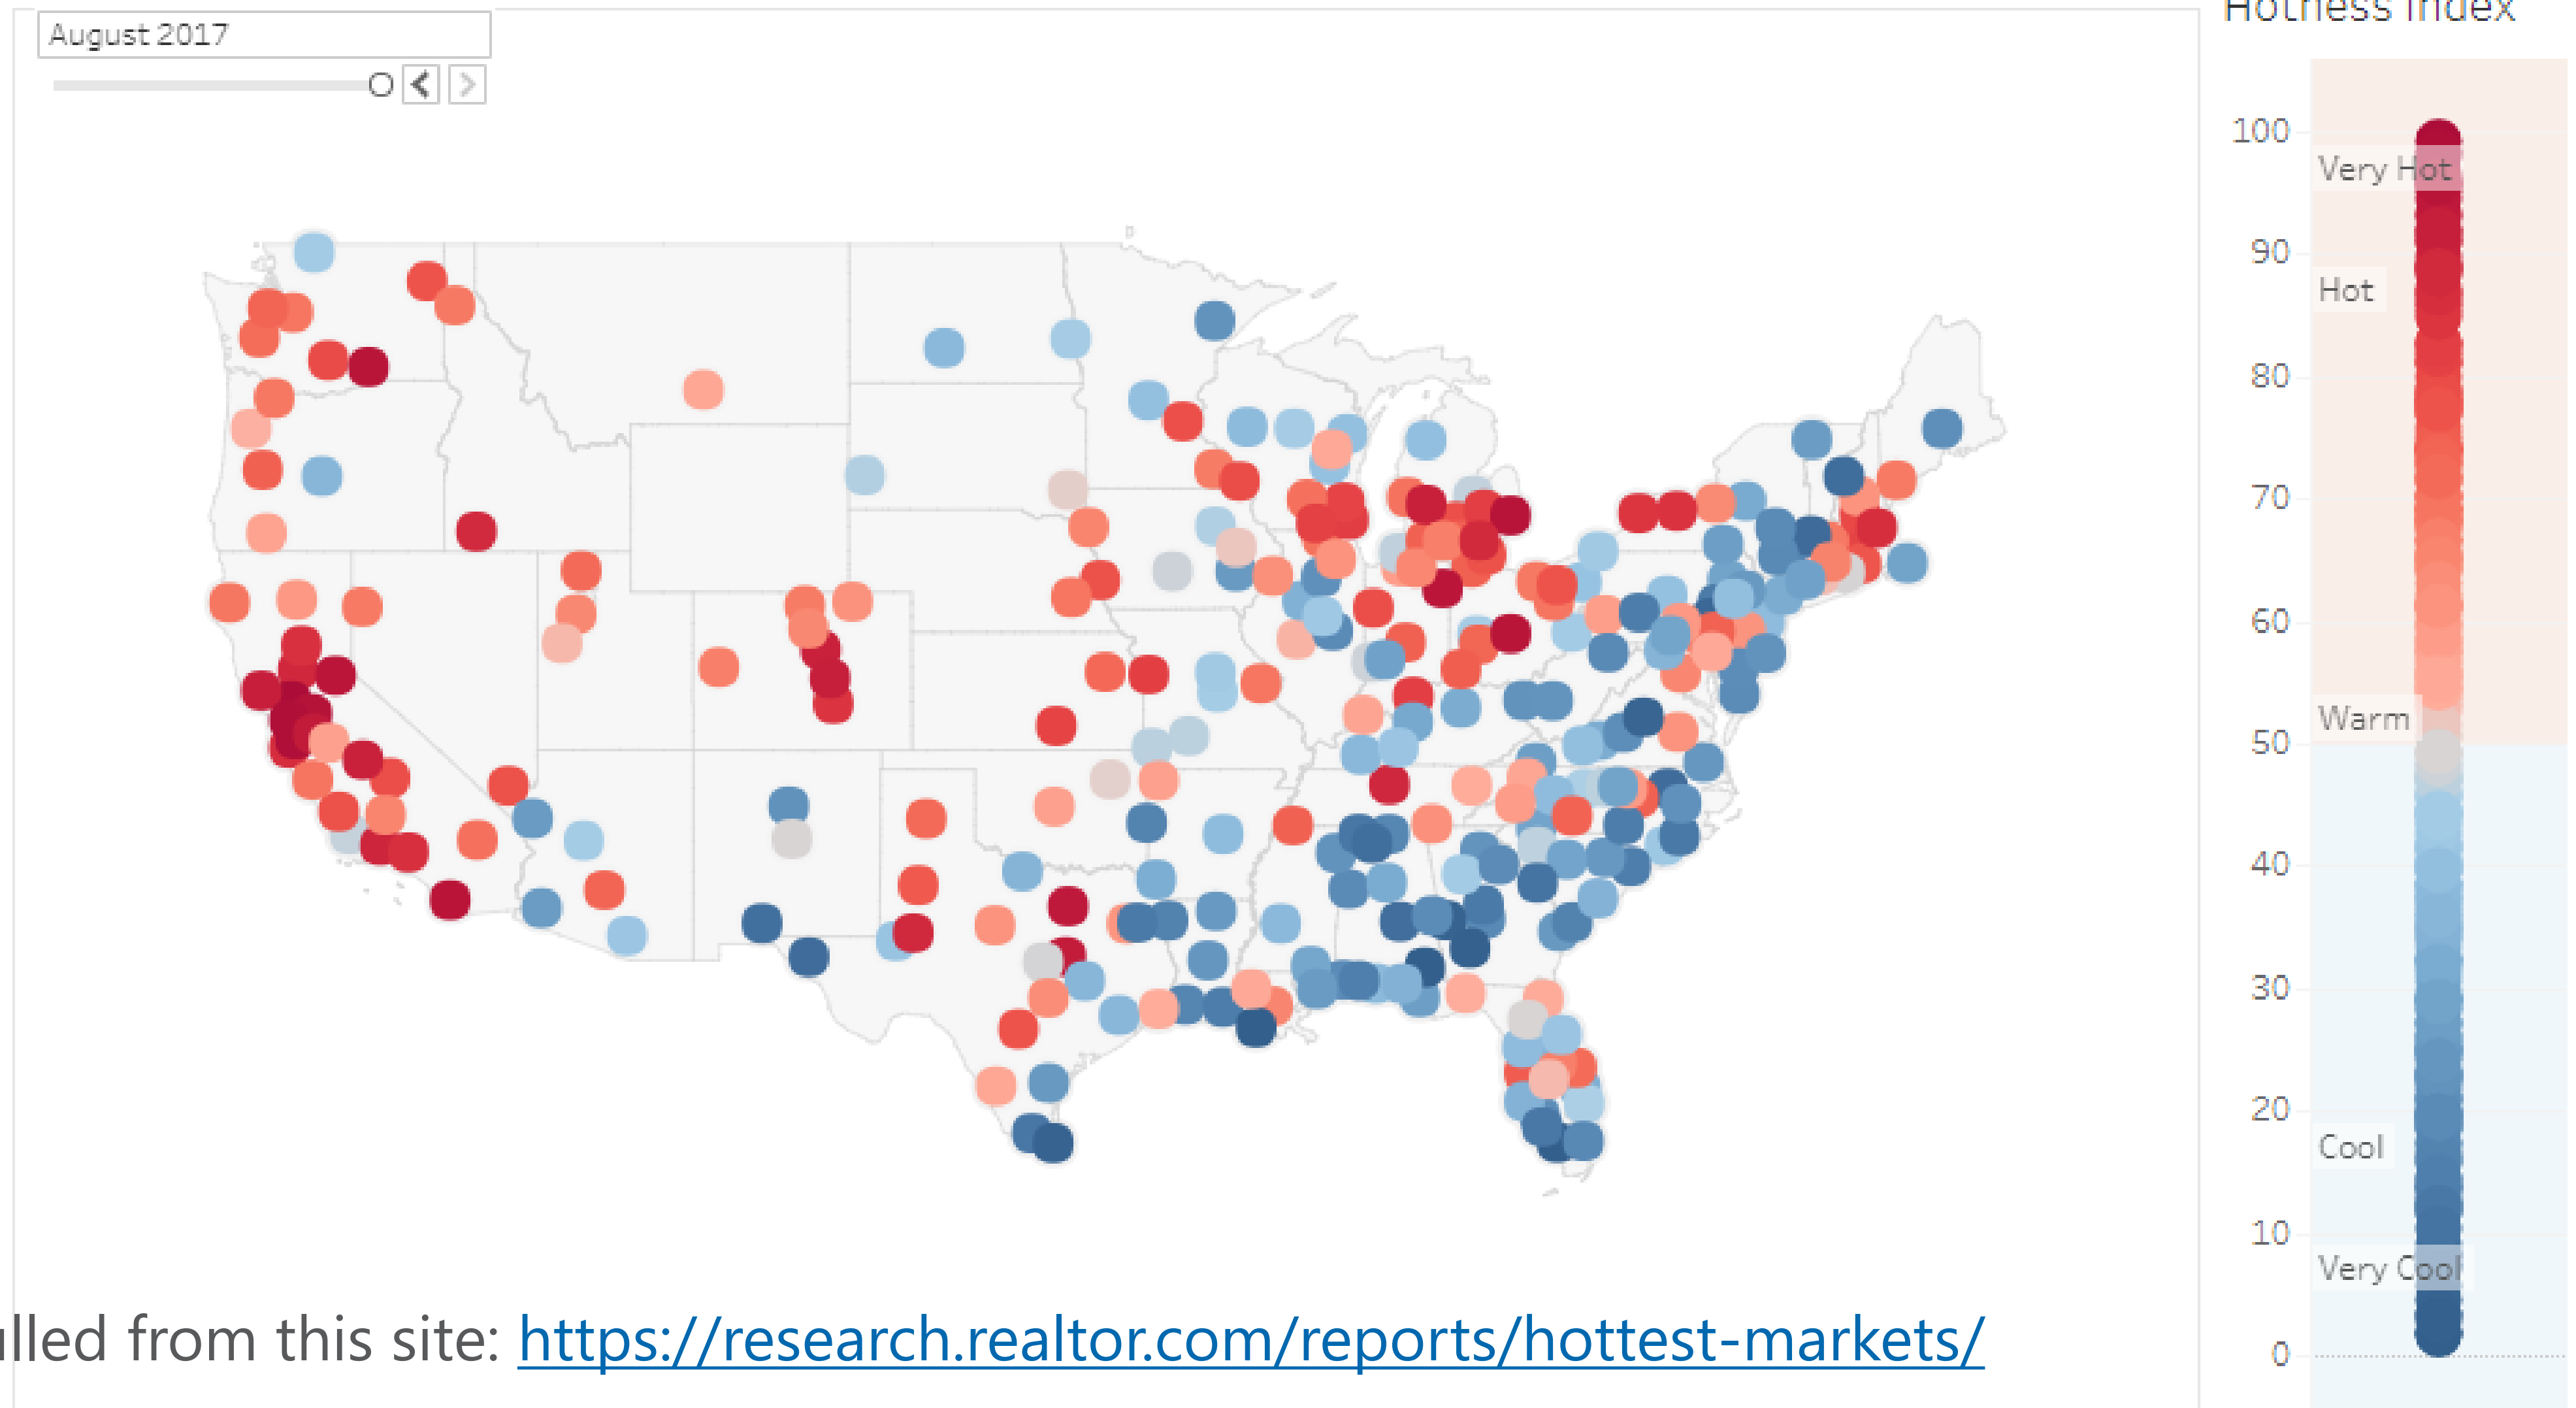 Hotness Index
August 2017
100
Very Hot
90
Hot
80
70
60
Warm
50
40
30
20
Cool
10
Very Cool
0
from this site: https://research.realtor.com/reports/hottest-markets/